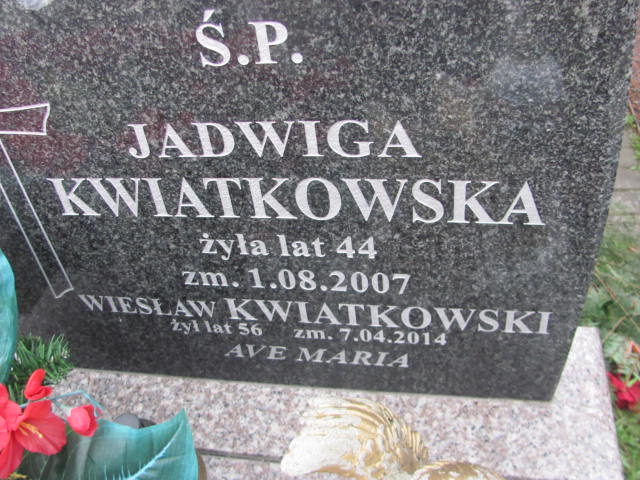 Ś.P.
JADWIGA
KWIATKOWSKA
żyła lat 44
zm. 1.08.2007
WIESŁAW KWIATKOWSKI
żył lat 56 zm. 7.04.2014
AVE MARIA